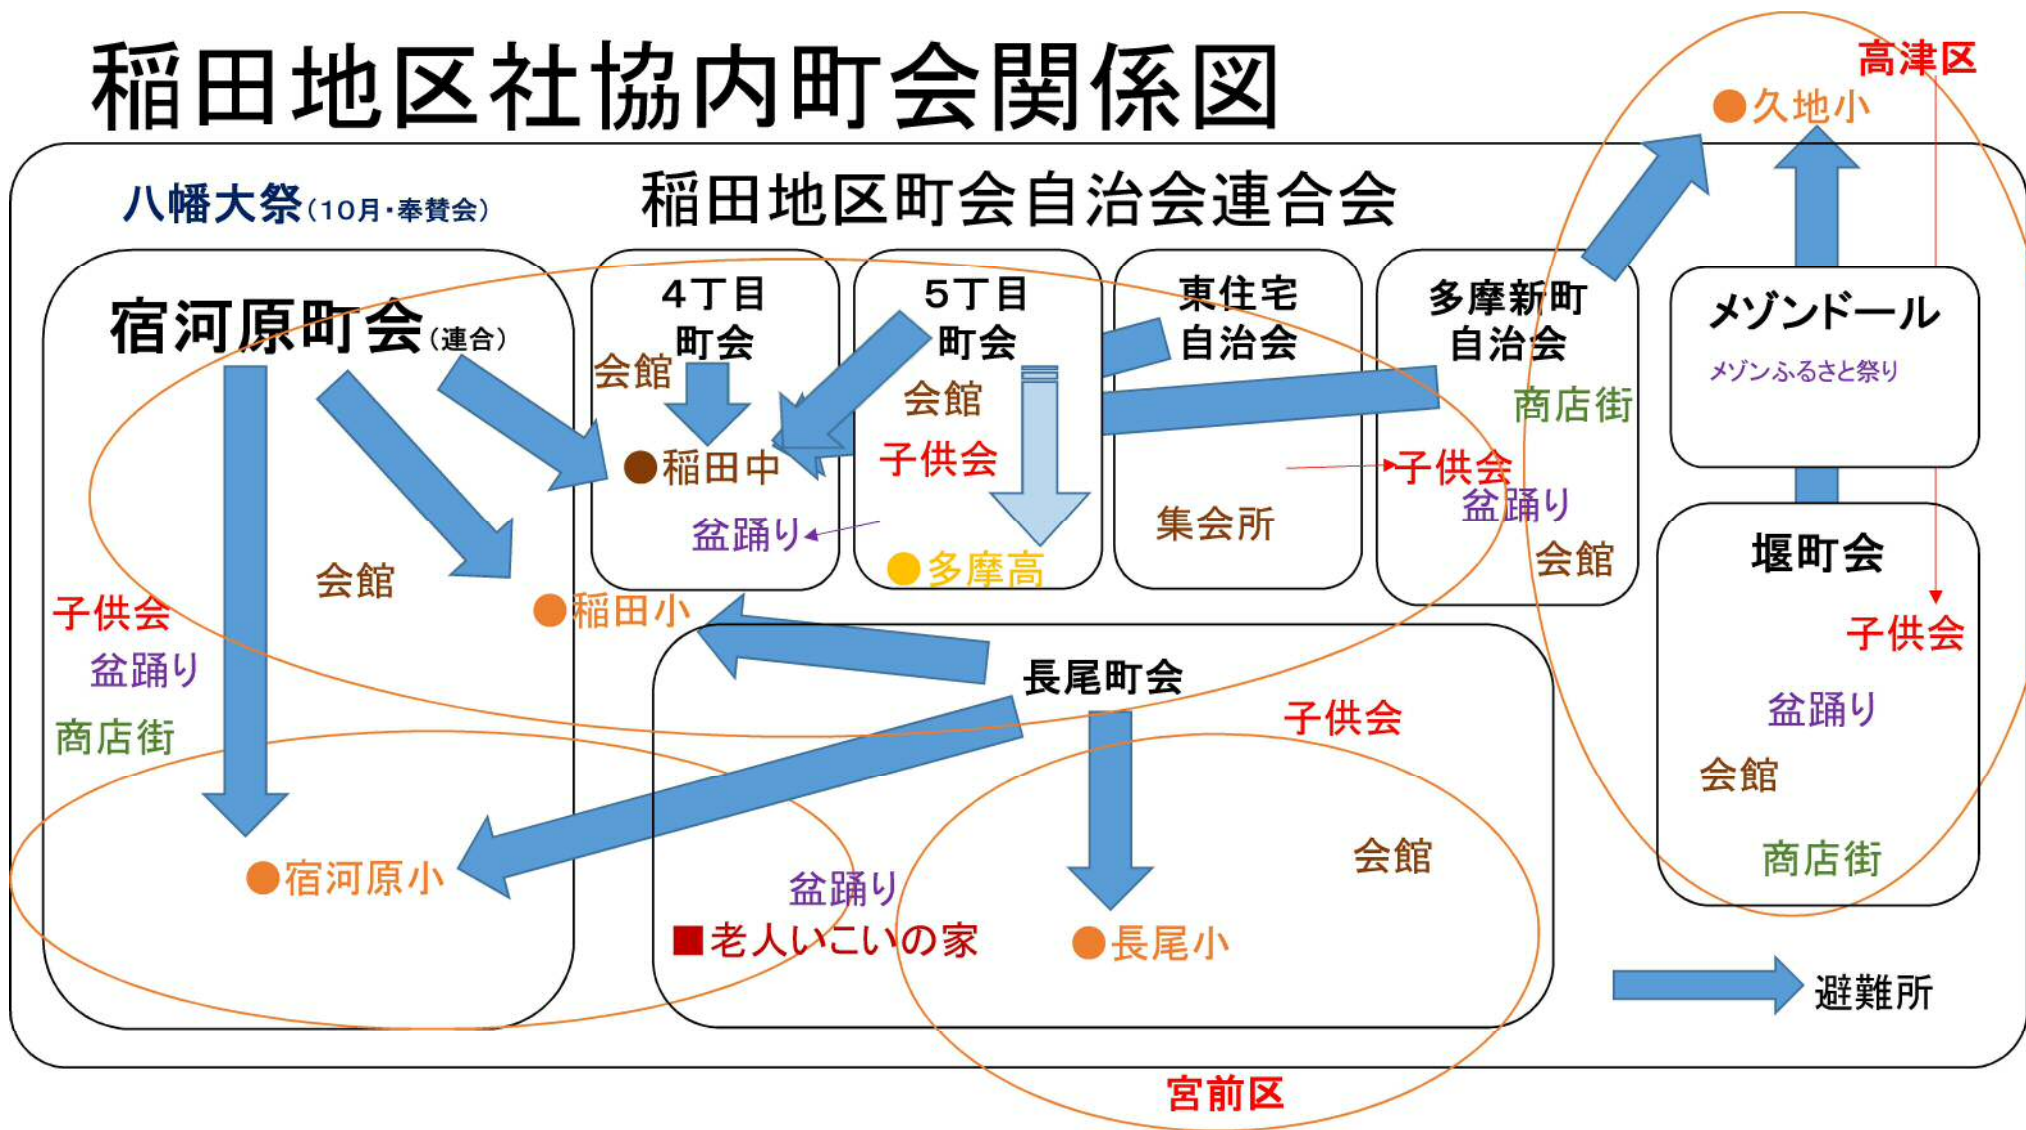 稲田地区社協内町会関係図
高津区
●久地小
八幡大祭(10月・奉賛会)
稲田地区町会自治会連合会
宿河原町会(連合)
会館
子供会
盆踊り
商店街
●宿河原小
●稲田小
4丁目
町会
会館
●稲田中
盆踊り
5丁目
町会
会館
子供会
●多摩高
東住宅
自治会
集会所
多摩新町
自治会
商店街
子供会
盆踊り
会館
メゾンドール
メゾンふるさと祭り
堰町会
子供会
盆踊り
会館
商店街
長尾町会
子供会
会館
盆踊り
■老人いこいの家
●長尾小
避難所
宮前区